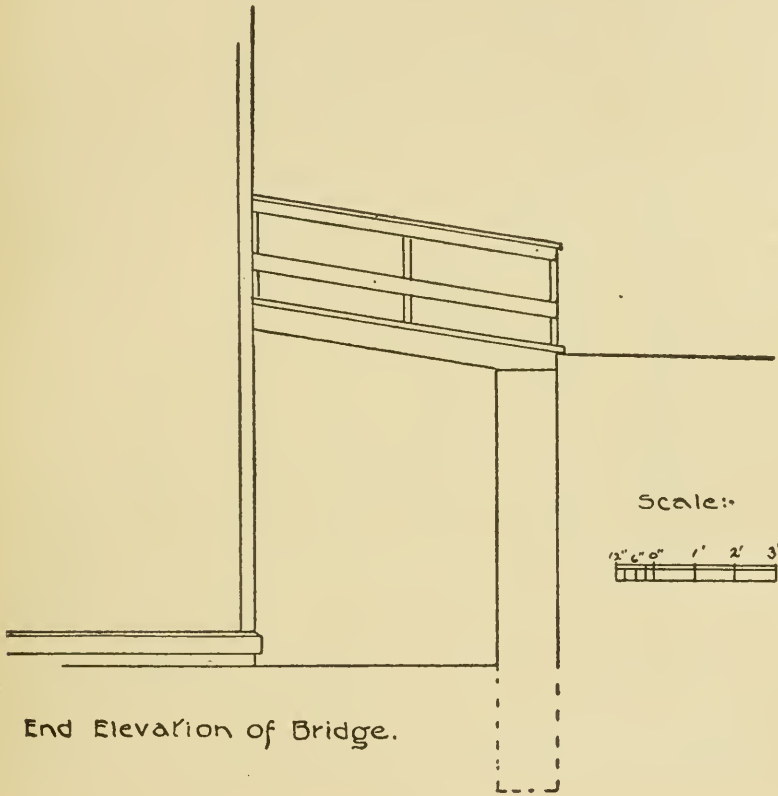 Scale:-
12" 6" 0" 1' 2' 3'
End Elevation of Bridge.